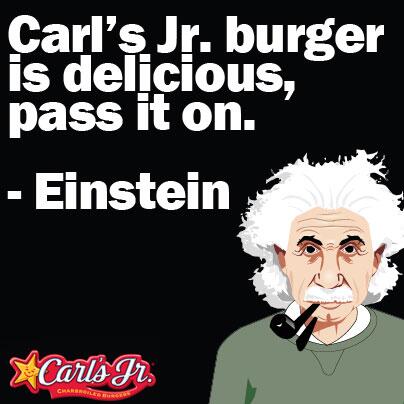 Carl's Jr. burger
is delicious,
pass it on.
- Einstein
Carl's Jr.
CHARBROILED BURGERS